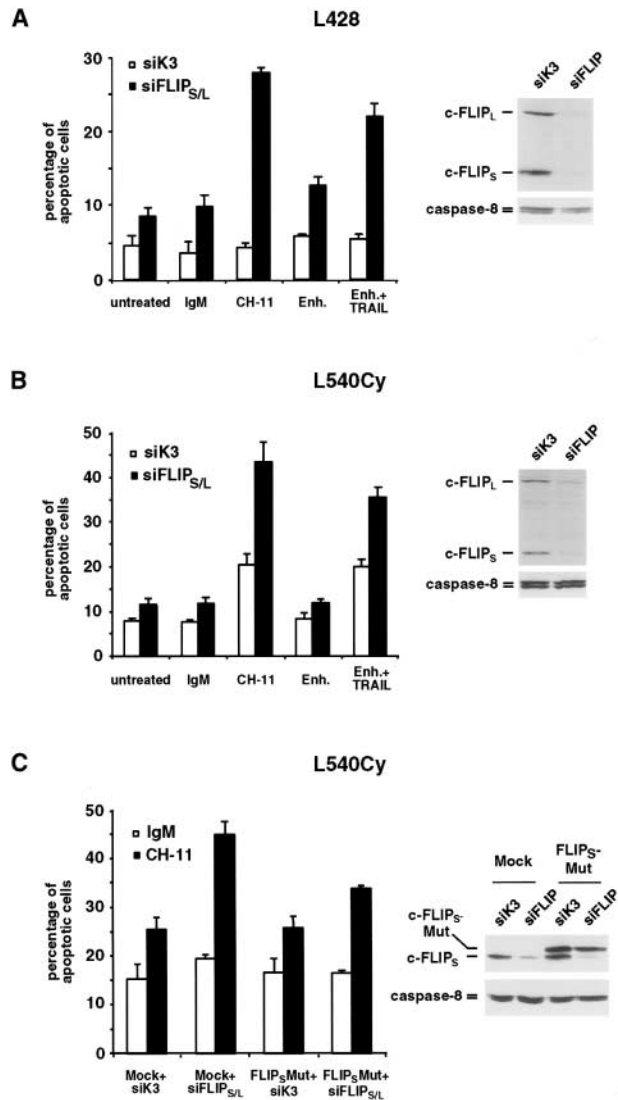 A
L428
percentage of
apoptotic cells
30
20
10
5
0
siK3
siFLIPS/L
untreated
IgM
CH-11
Enh.
Enh.+
TRAIL
siK3
siFLIP
c-FLIPL
c-FLIPS
caspase-8
B
L540Cy
percentage of
apoptotic cells
50
40
30
20
10
0
siK3
siFLIPS/L
untreated
IgM
CH-11
Enh.
Enh.+
TRAIL
siK3
siFLIP
c-FLIPL
c-FLIPS
caspase-8
C
L540Cy
percentage of
apoptotic cells
50
40
30
20
10
0
IgM
CH-11
Mock+
siK3
Mock+
siFLIPS/L
FLIPSMut+
siK3
FLIPSMut+
siFLIPS/L
Mock
FLIPS-
Mut
siK3
siFLIP
siK3
siFLIP
c-FLIPS-
Mut
c-FLIPS
caspase-8